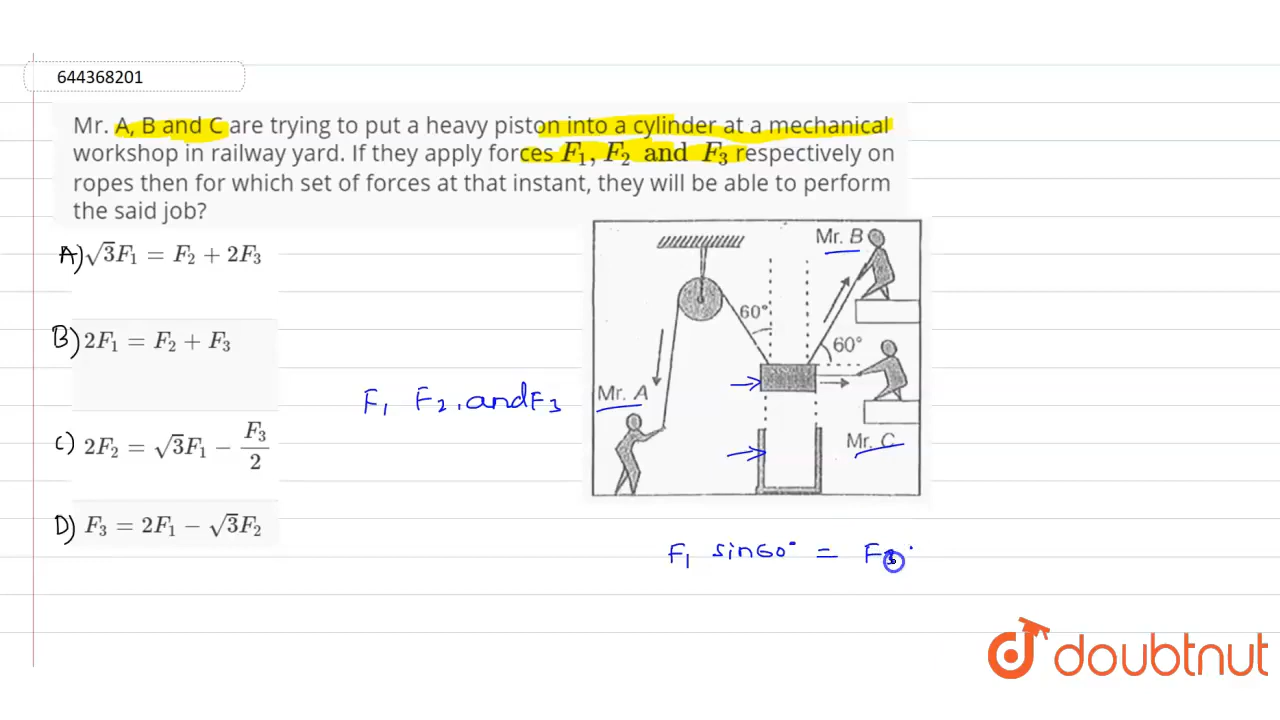 644368201
Mr. A, B and C are trying to put a heavy piston into a cylinder at a mechanical
workshop in railway yard. If they apply forces F₁, F₂ and F₃ respectively on
ropes then for which set of forces at that instant, they will be able to perform
the said job?
A) √3F₁ = F₂ + 2F₃
B) 2F₁ = F₂ + F₃
C) 2F₂ = √3F₁ − F₃/2
D) F₃ = 2F₁ − √3F₂
Mr. B
60°
60°
Mr. A
Mr. C
F₁ F₂, and F₃
F₁ sin60° =
doubtnut